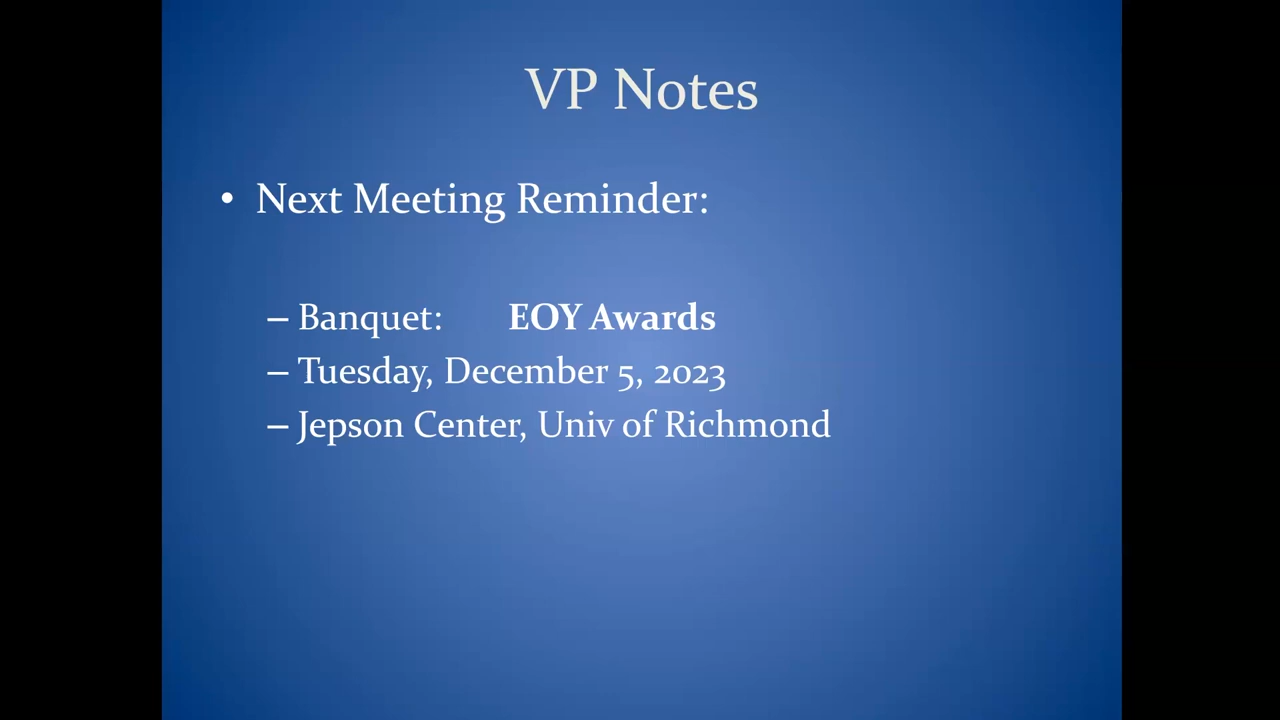 VP Notes
• Next Meeting Reminder:
– Banquet: EOY Awards
– Tuesday, December 5, 2023
– Jepson Center, Univ of Richmond